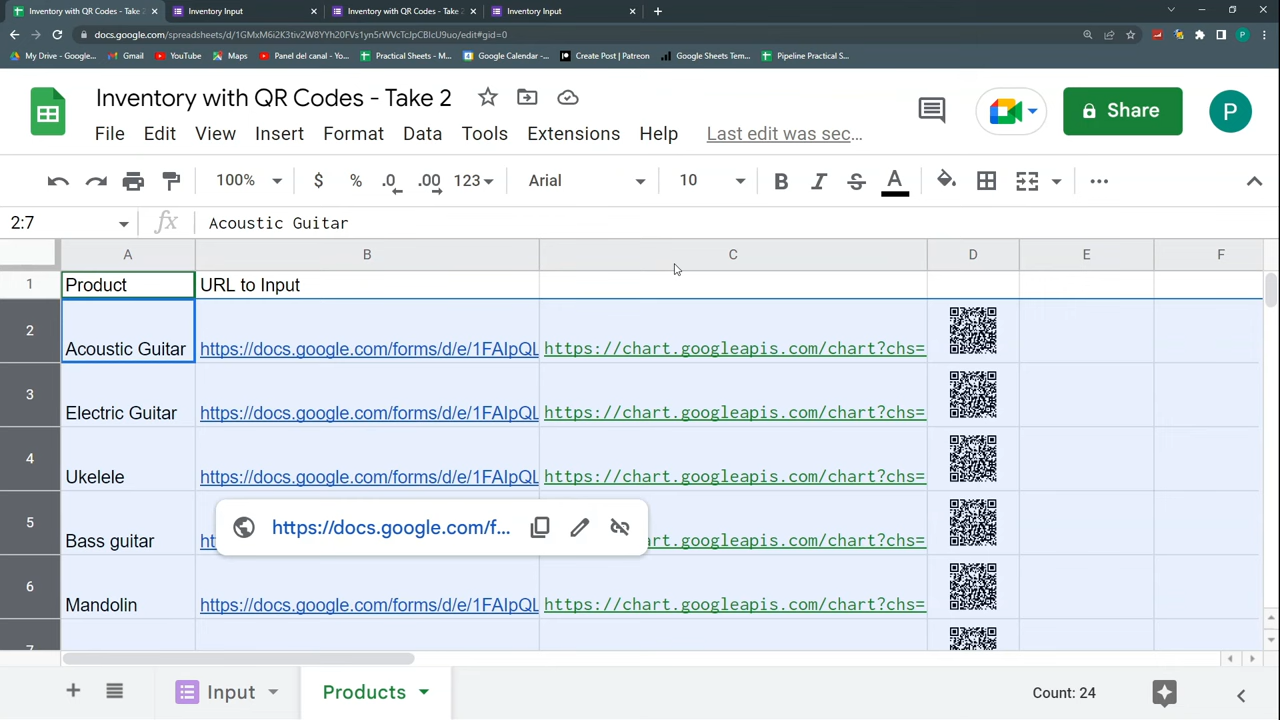 Inventory with QR Codes - Take 2
Inventory Input
Inventory with QR Codes - Take 2
Inventory Input
docs.google.com/spreadsheets/d/
/edit#gid=0
My Drive - Google...
Gmail
YouTube
Maps
Panel del canal - Yo...
Practical Sheets - M...
Google Calendar -...
Create Post | Patreon
Google Sheets Tem...
Pipeline Practical S...
P
Inventory with QR Codes - Take 2
Share
P
File Edit View Insert Format Data Tools Extensions Help Last edit was sec...
100% $ % .0 .00 123 Arial 10 B I S A
2:7 fx Acoustic Guitar
A B C D E F
1 Product URL to Input
2 Acoustic Guitar https://docs.google.com/forms/d/e/1FAIpQL https://chart.googleapis.com/chart?chs=
3 Electric Guitar https://docs.google.com/forms/d/e/1FAIpQL https://chart.googleapis.com/chart?chs=
4 Ukelele https://docs.google.com/forms/d/e/1FAIpQL https://chart.googleapis.com/chart?chs=
https://docs.google.com/f...
5 Bass guitar ht art.googleapis.com/chart?chs=
6 Mandolin https://docs.google.com/forms/d/e/1FAIpQL https://chart.googleapis.com/chart?chs=
7
Input Products Count: 24